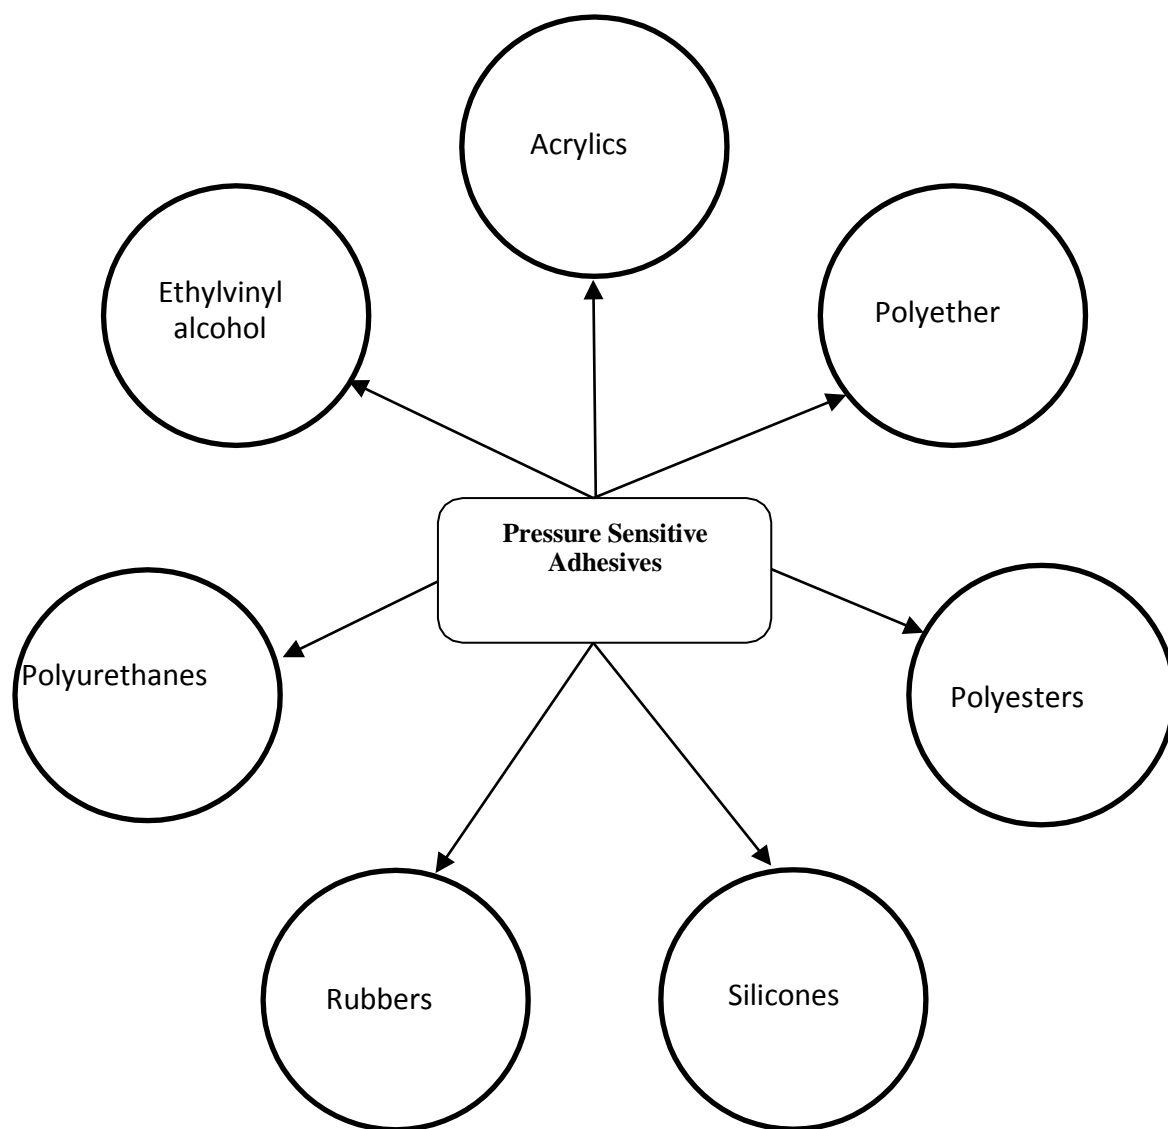 Acrylics
Ethylvinyl
alcohol
Polyether
Pressure Sensitive
Adhesives
Polyurethanes
Polyesters
Rubbers
Silicones